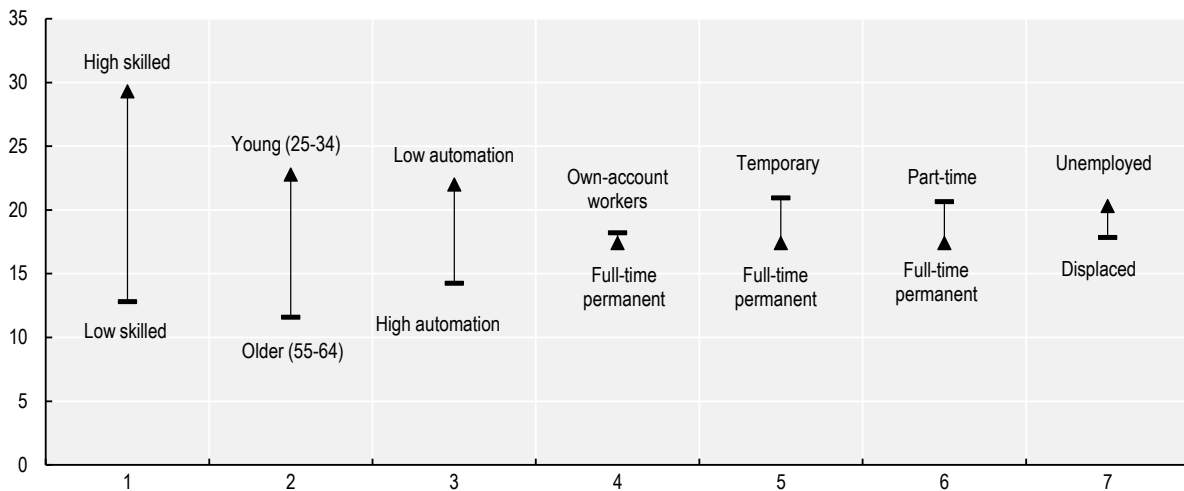 35
30
25
20
15
10
5
0
High skilled
Low skilled
Young (25-34)
Older (55-64)
Low automation
High automation
Own-account
workers
Full-time
permanent
Temporary
Full-time
permanent
Part-time
Full-time
permanent
Unemployed
Displaced
1
2
3
4
5
6
7